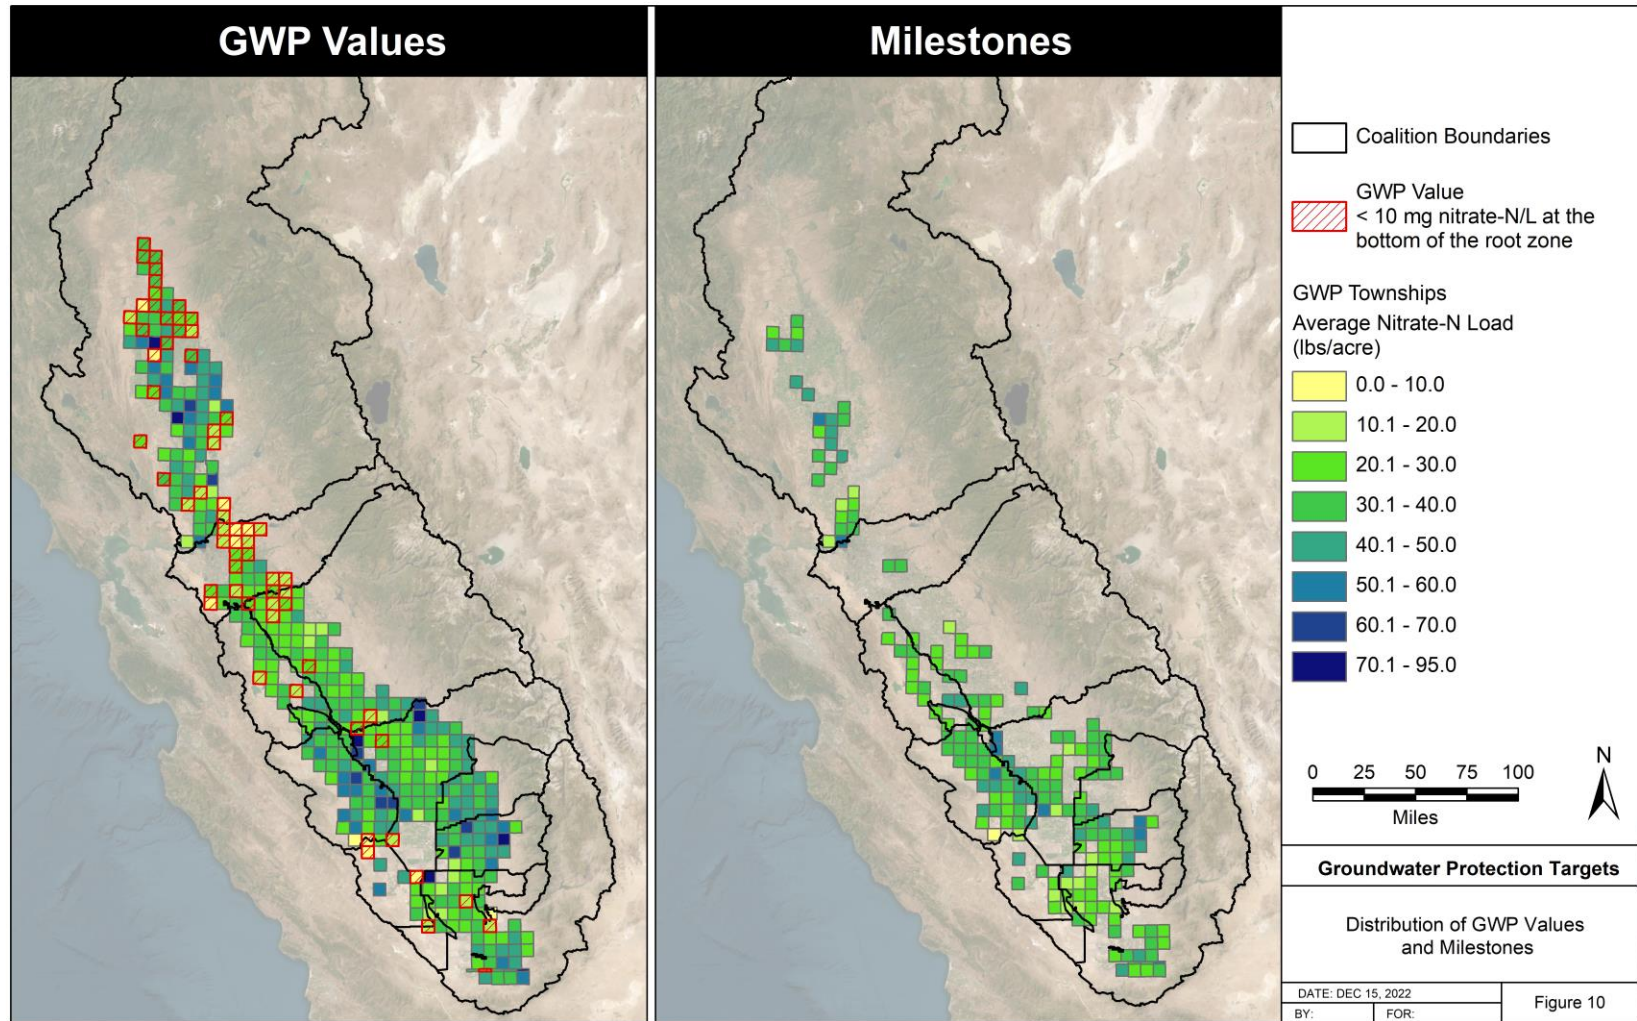 GWP Values
Milestones
Coalition Boundaries
GWP Value
< 10 mg nitrate-N/L at the
bottom of the root zone
GWP Townships
Average Nitrate-N Load
(lbs/acre)
0.0 - 10.0
10.1 - 20.0
20.1 - 30.0
30.1 - 40.0
40.1 - 50.0
50.1 - 60.0
60.1 - 70.0
70.1 - 95.0
N
0 25 50 75 100
Miles
Groundwater Protection Targets
Distribution of GWP Values
and Milestones
DATE: DEC 15, 2022
BY: FOR:
Figure 10